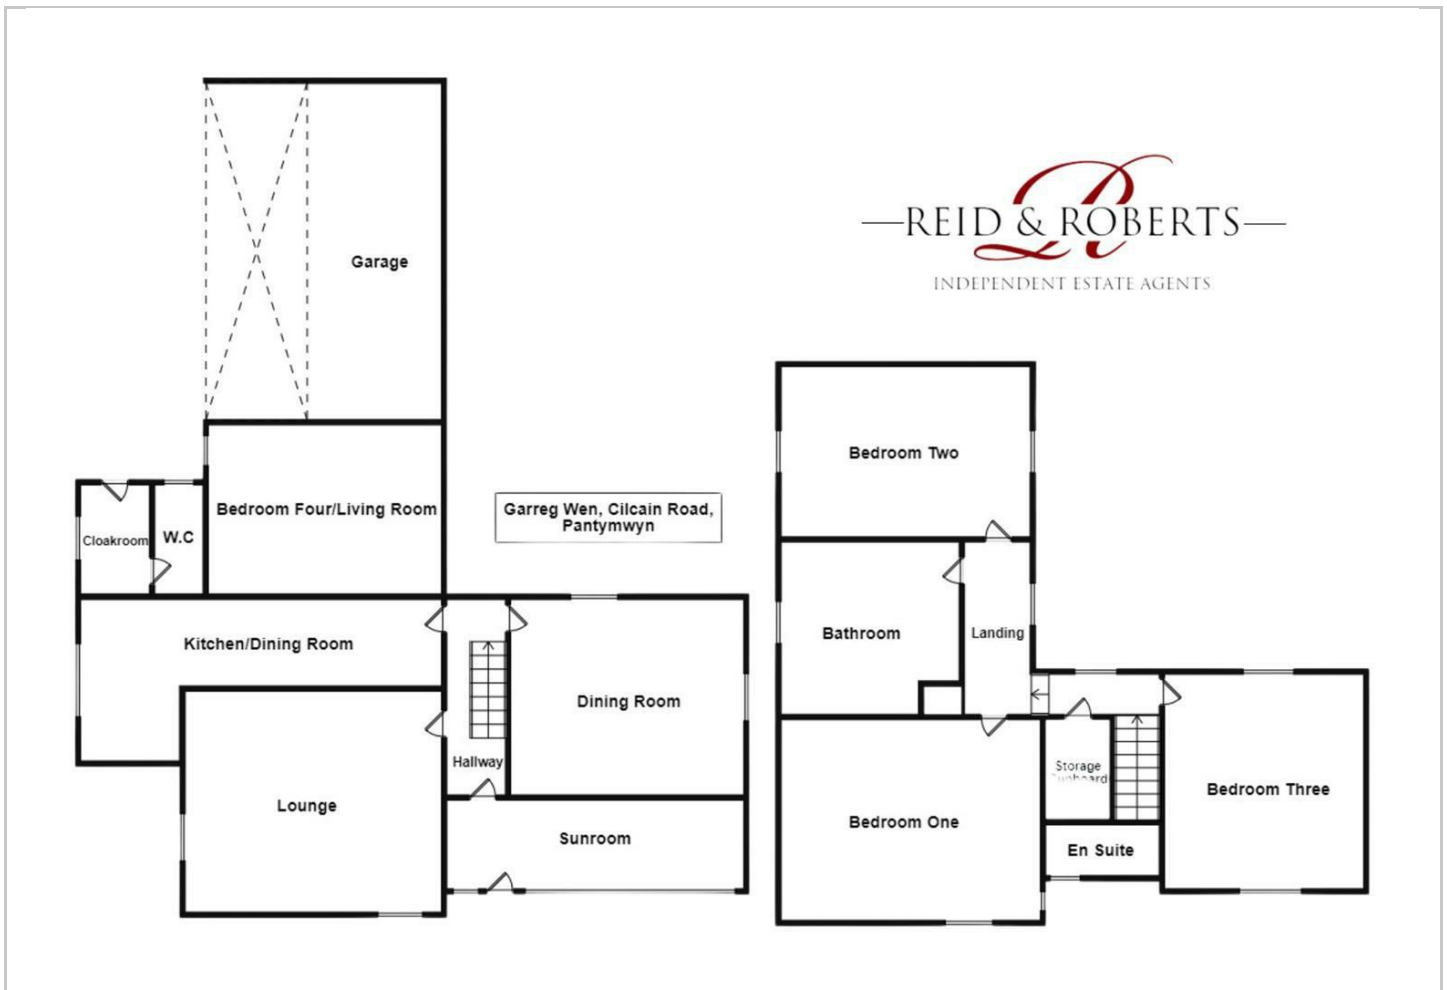 Garage
REID & ROBERTS
INDEPENDENT ESTATE AGENTS
Bedroom Four/Living Room
Cloakroom
W.C
Garreg Wen, Cilcain Road,
Pantymwyn
Kitchen/Dining Room
Dining Room
Hallway
Lounge
Sunroom
Bedroom Two
Bathroom
Landing
Storage
Bedroom Three
Bedroom One
En Suite